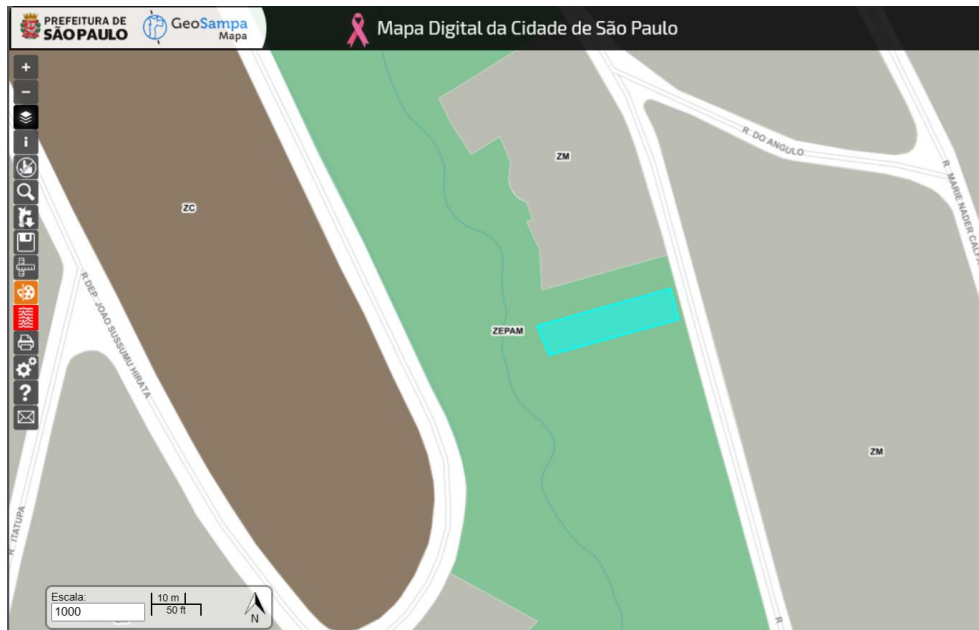 PREFEITURA DE
SÃO PAULO
GeoSampa
Mapa
Mapa Digital da Cidade de São Paulo
ZM
R DO ANGULO
R MARIE NADER CALFA
ZC
R DEP. JOAO SUSSUMU HIRATA
ZEPAM
ZM
R ITATUPA
R
Escala:
1000
10 m
50 ft
N
R